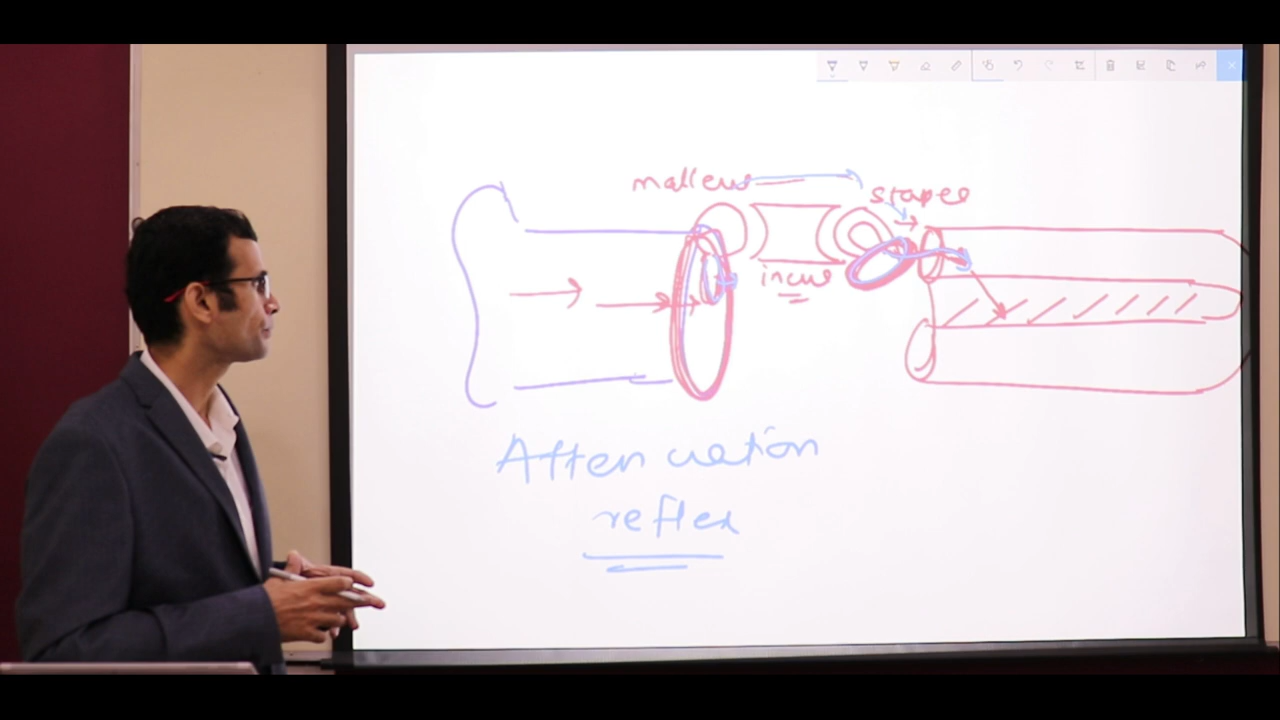 malleus
stapes
incus
Attenuation
reflex